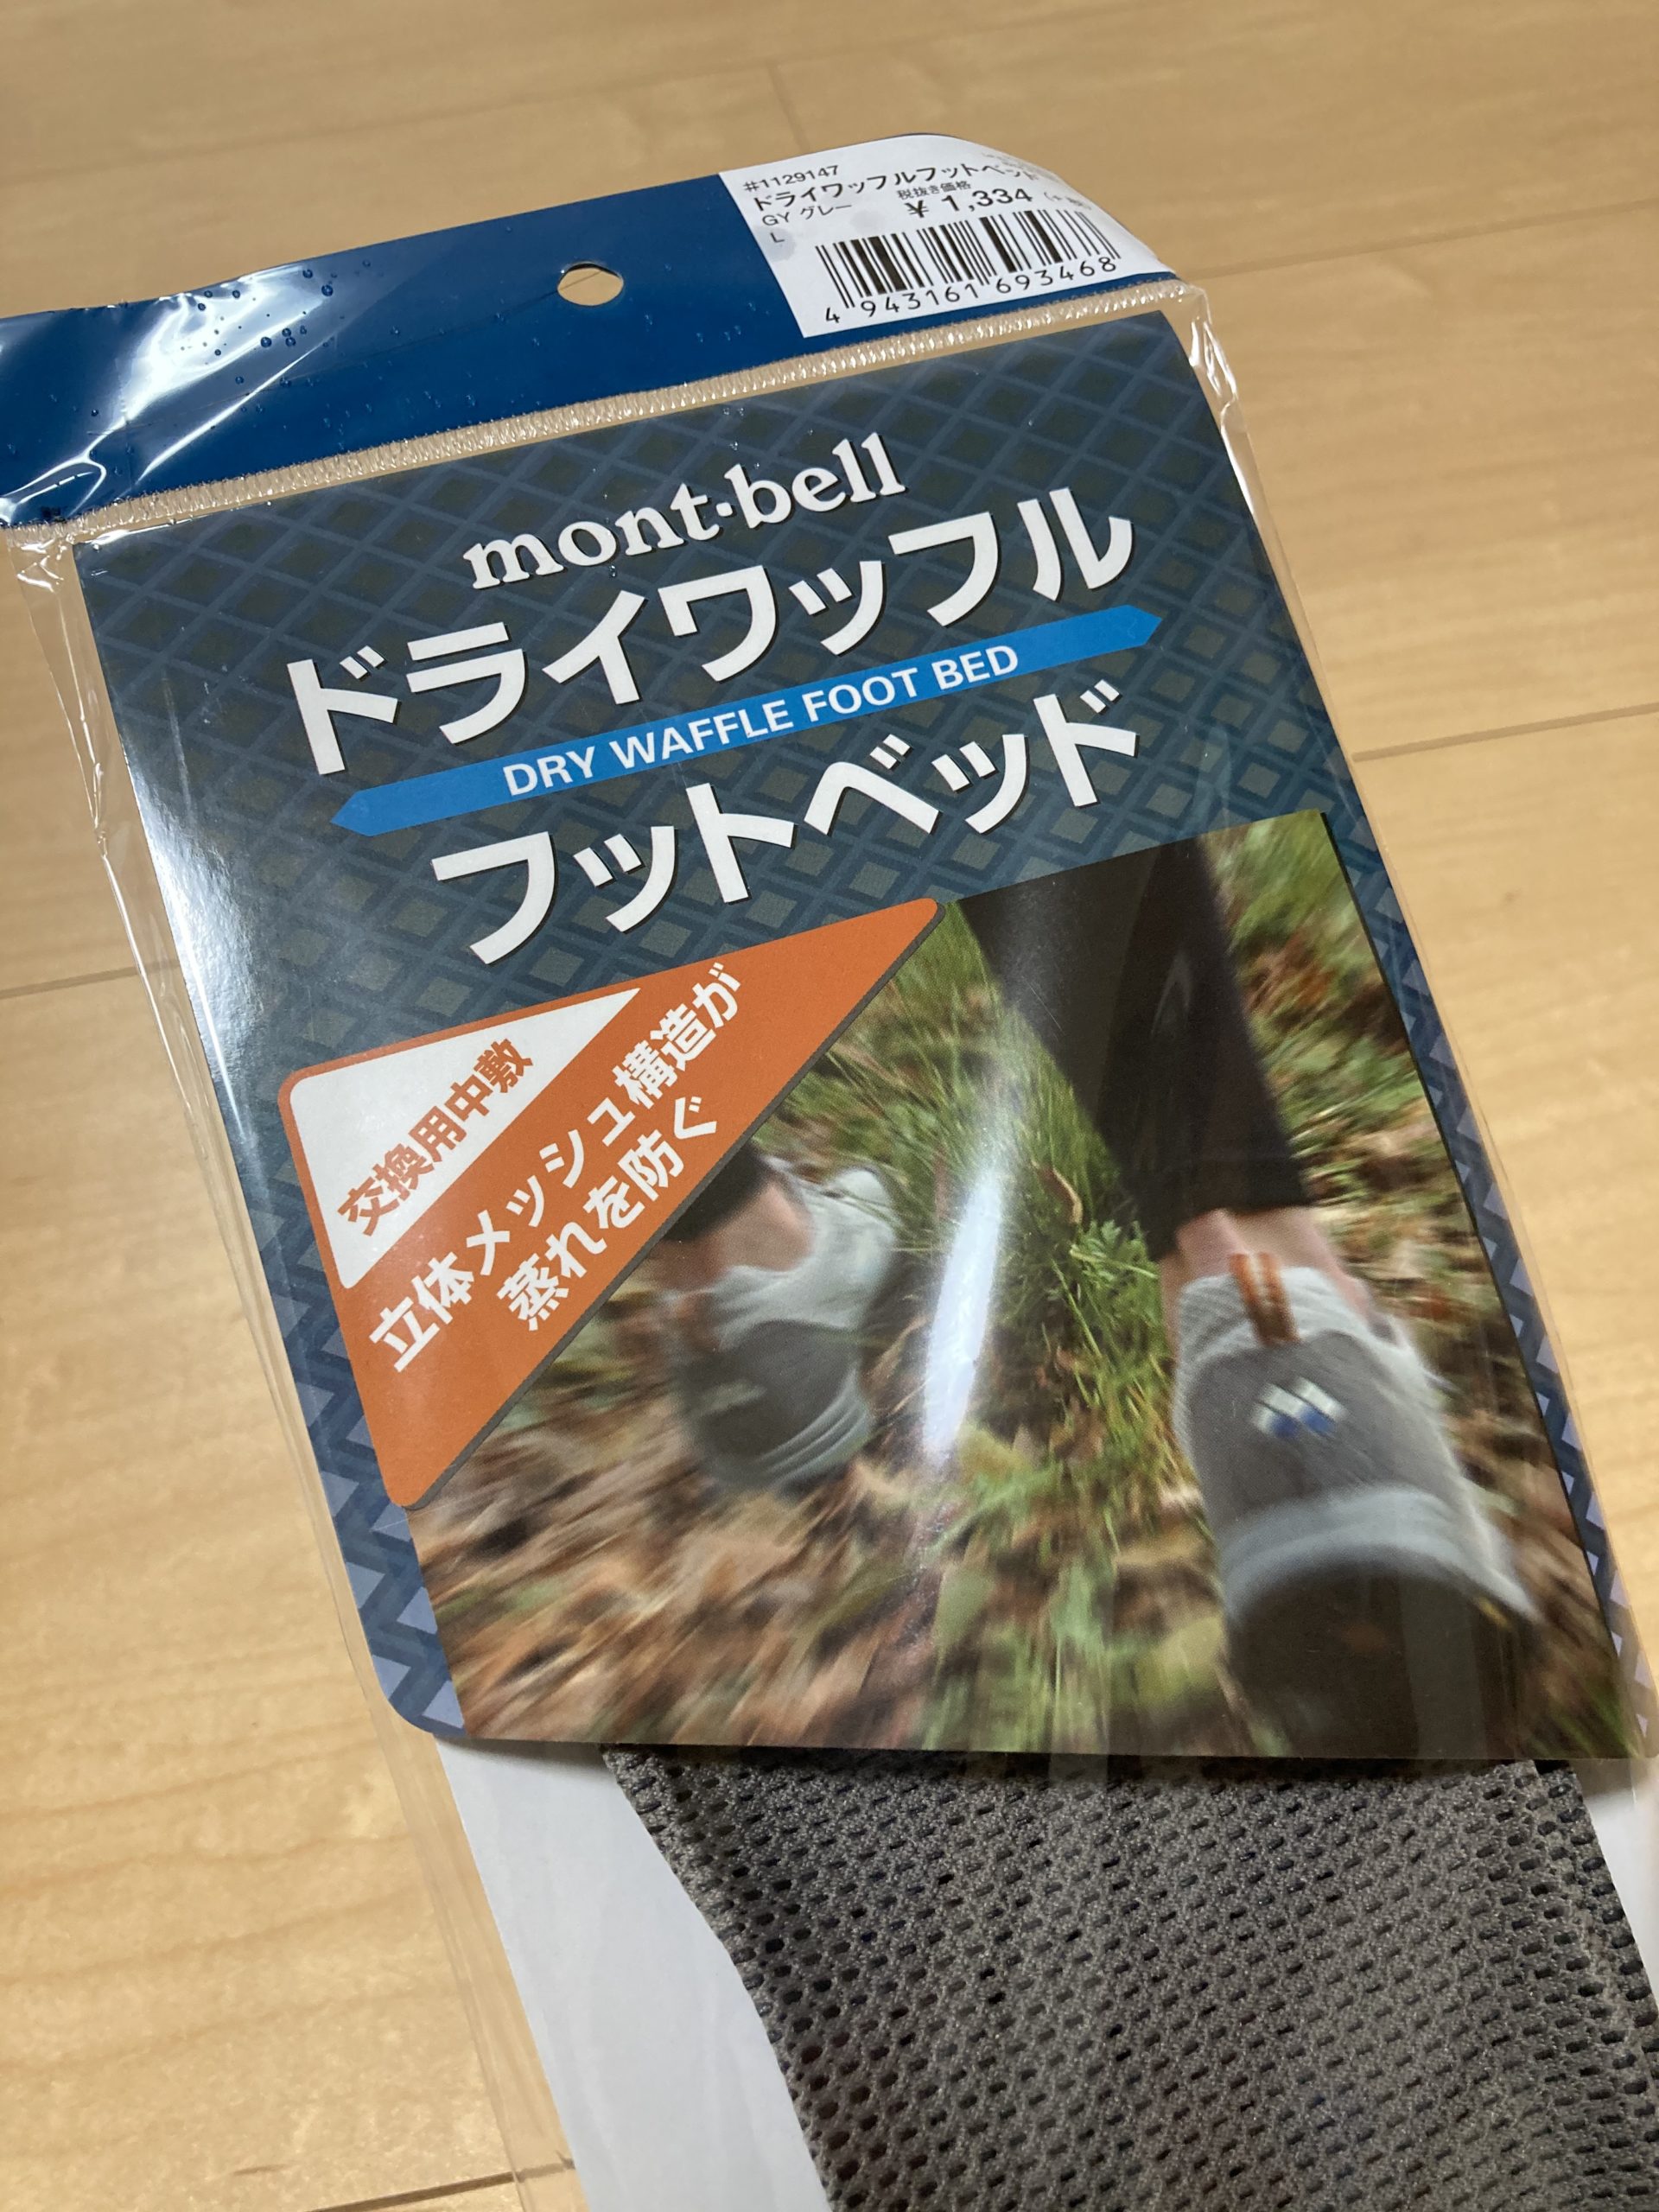 #1129147
ドライワッフルフットベッド
GY グレー 税抜き価格
L ¥ 1,334
4 943161 693468
mont·bell
ドライワッフル
DRY WAFFLE FOOT BED
フットベッド
交換用中敷
立体メッシュ構造が
蒸れを防ぐ